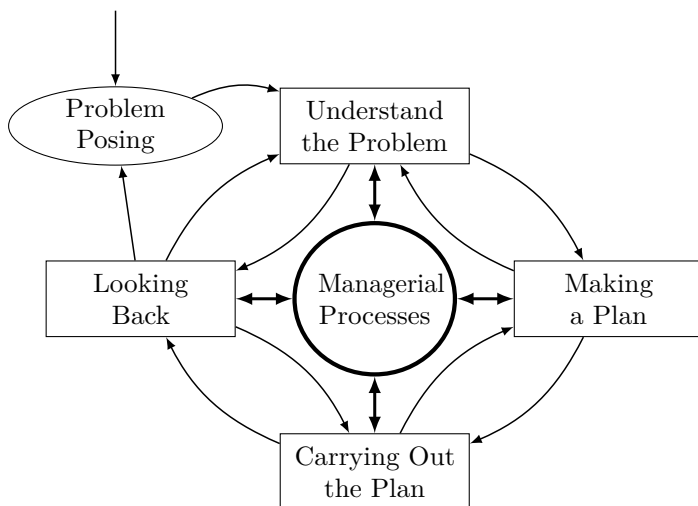 Problem
Posing
Understand
the Problem
Looking
Back
Managerial
Processes
Making
a Plan
Carrying Out
the Plan